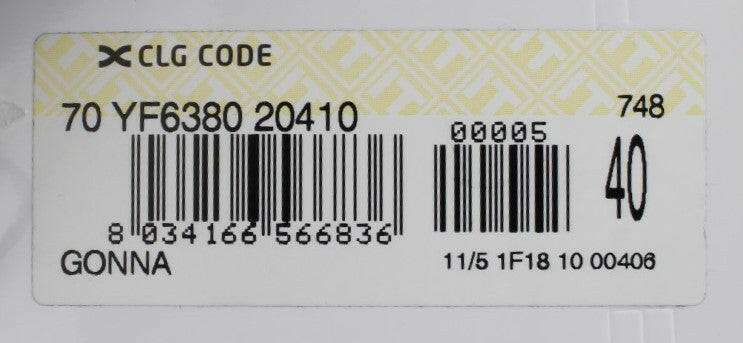 CLG CODE
70 YF6380 20410
748
00005
40
8 034166 566836
GONNA
11/5 1F18 10 00406